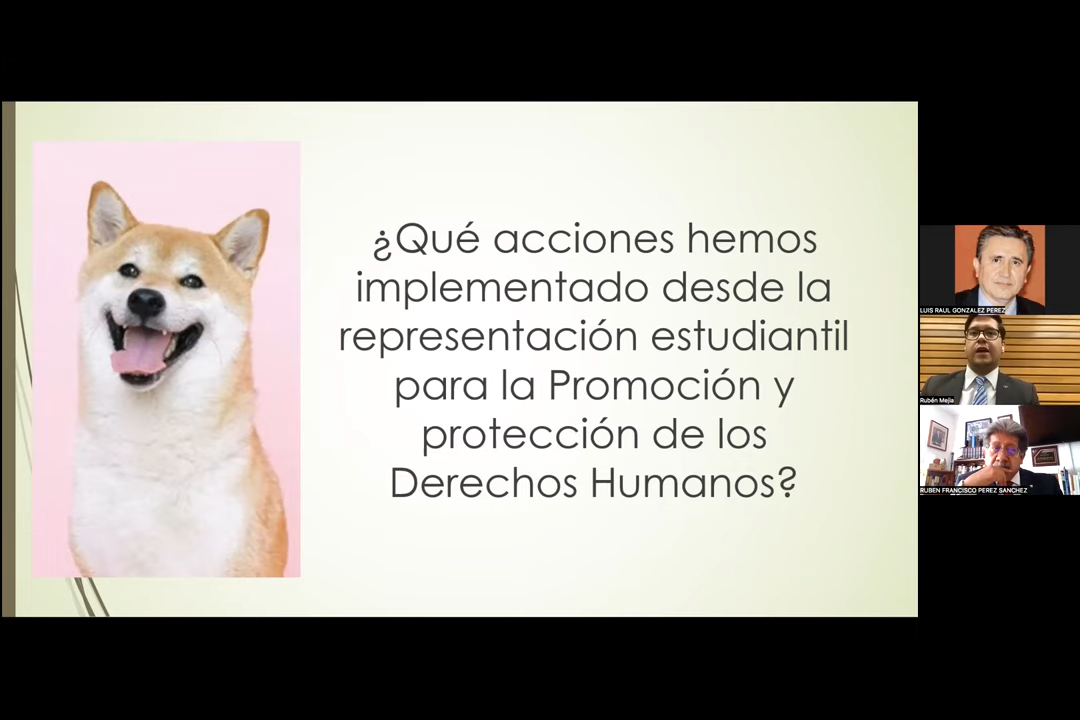 ¿Qué acciones hemos
implementado desde la
representación estudiantil
para la Promoción y
protección de los
Derechos Humanos?
LUIS RAUL GONZALEZ PEREZ
Rubén Mejía
RUBEN FRANCISCO PEREZ SANCHEZ